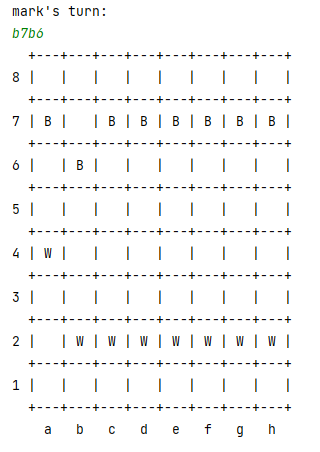 mark's turn:
b7b6
  +---+---+---+---+---+---+---+---+
8 |   |   |   |   |   |   |   |   |
  +---+---+---+---+---+---+---+---+
7 | B |   | B | B | B | B | B | B |
  +---+---+---+---+---+---+---+---+
6 |   | B |   |   |   |   |   |   |
  +---+---+---+---+---+---+---+---+
5 |   |   |   |   |   |   |   |   |
  +---+---+---+---+---+---+---+---+
4 | W |   |   |   |   |   |   |   |
  +---+---+---+---+---+---+---+---+
3 |   |   |   |   |   |   |   |   |
  +---+---+---+---+---+---+---+---+
2 |   | W | W | W | W | W | W | W |
  +---+---+---+---+---+---+---+---+
1 |   |   |   |   |   |   |   |   |
  +---+---+---+---+---+---+---+---+
    a   b   c   d   e   f   g   h